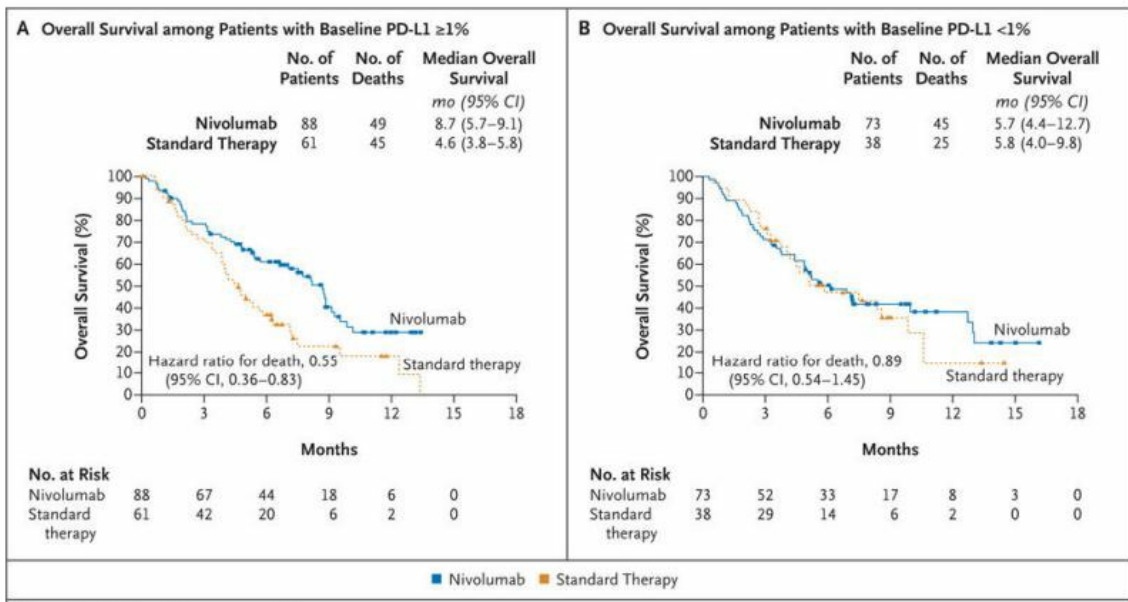 A Overall Survival among Patients with Baseline PD-L1 ≥1%
No. of Patients No. of Deaths Median Overall Survival
mo (95% CI)
Nivolumab 88 49 8.7 (5.7–9.1)
Standard Therapy 61 45 4.6 (3.8–5.8)
Overall Survival (%)
100
90
80
70
60
50
40
30
20
10
0
Nivolumab
Standard therapy
Hazard ratio for death, 0.55
(95% CI, 0.36–0.83)
0 3 6 9 12 15 18
Months
No. at Risk
Nivolumab 88 67 44 18 6 0
Standard therapy 61 42 20 6 2 0
B Overall Survival among Patients with Baseline PD-L1 <1%
No. of Patients No. of Deaths Median Overall Survival
mo (95% CI)
Nivolumab 73 45 5.7 (4.4–12.7)
Standard Therapy 38 25 5.8 (4.0–9.8)
Overall Survival (%)
100
90
80
70
60
50
40
30
20
10
0
Nivolumab
Standard therapy
Hazard ratio for death, 0.89
(95% CI, 0.54–1.45)
0 3 6 9 12 15 18
Months
No. at Risk
Nivolumab 73 52 33 17 8 3 0
Standard therapy 38 29 14 6 2 0 0
Nivolumab Standard Therapy